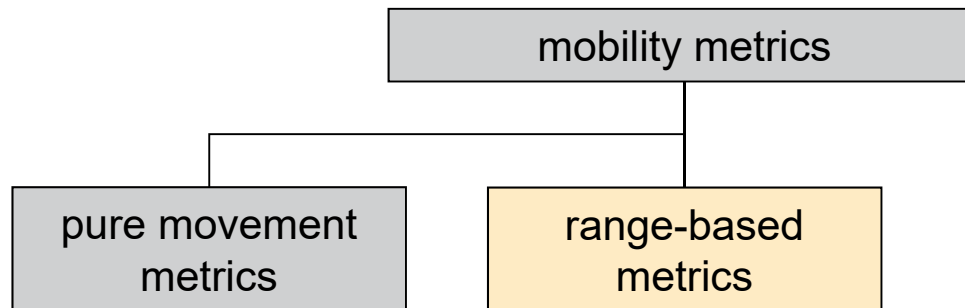 mobility metrics
pure movement
metrics
range-based
metrics